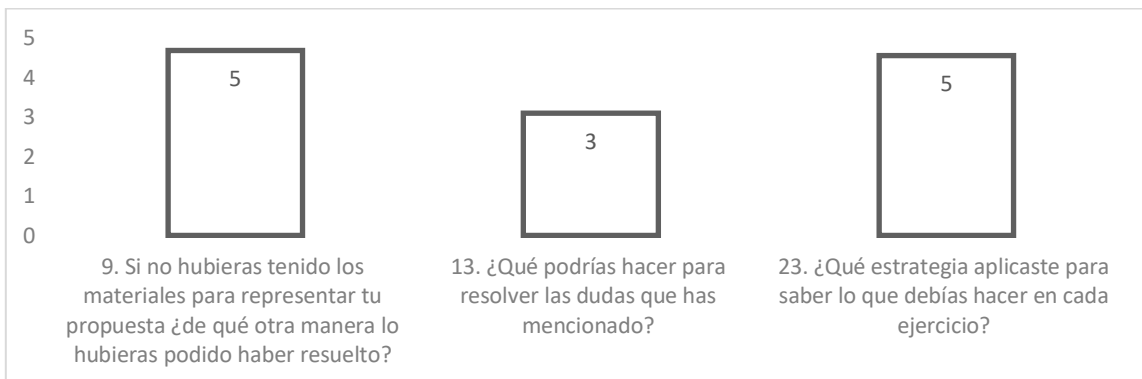 5
4
3
2
1
0
5
3
5
9. Si no hubieras tenido los
materiales para representar tu
propuesta ¿de qué otra manera lo
hubieras podido haber resuelto?
13. ¿Qué podrías hacer para
resolver las dudas que has
mencionado?
23. ¿Qué estrategia aplicaste para
saber lo que debías hacer en cada
ejercicio?